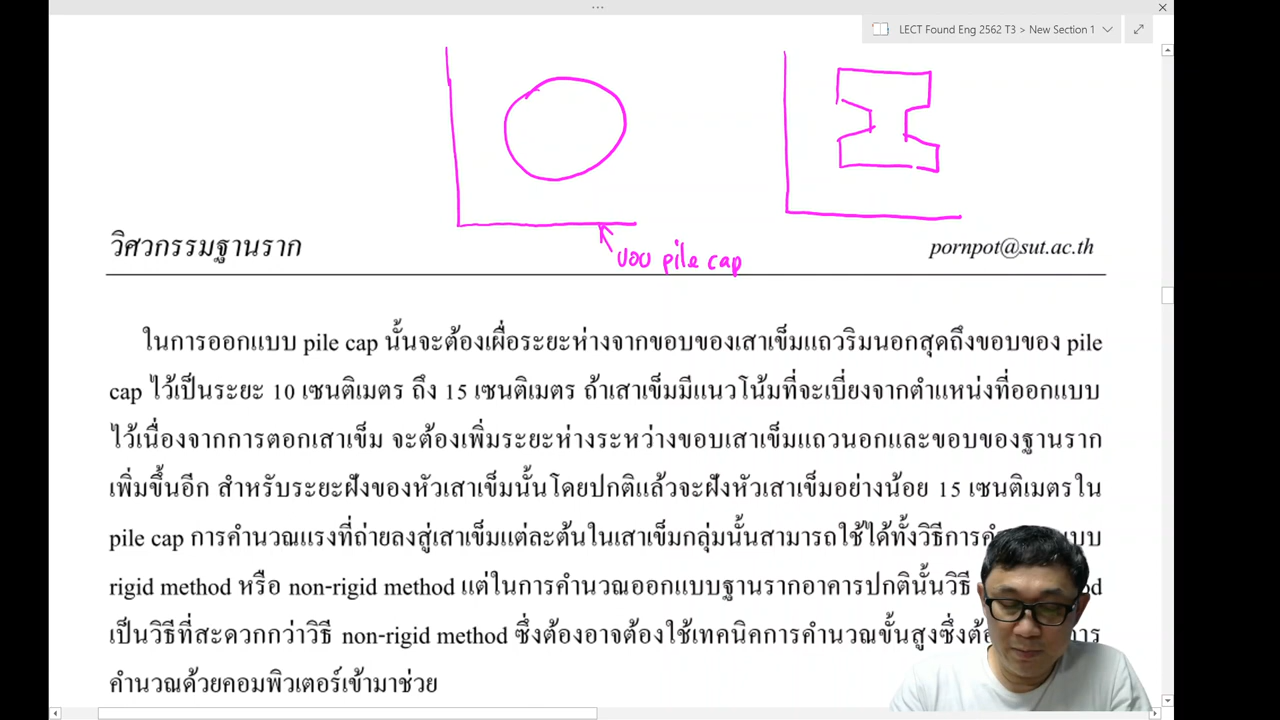 LECT Found Eng 2562 T3 > New Section 1
ขอบ pile cap
วิศวกรรมฐานราก
pornpot@sut.ac.th
ในการออกแบบ pile cap นั้นจะต้องเผื่อระยะห่างจากขอบของเสาเข็มแถวริมนอกสุดถึงขอบของ pile
cap ไว้เป็นระยะ 10 เซนติเมตร ถึง 15 เซนติเมตร ถ้าเสาเข็มมีแนวโน้มที่จะเบี่ยงจากตำแหน่งที่ออกแบบ
ไว้เนื่องจากการตอกเสาเข็ม จะต้องเพิ่มระยะห่างระหว่างขอบเสาเข็มแถวนอกและขอบของฐานราก
เพิ่มขึ้นอีก สำหรับระยะฝังของหัวเสาเข็มนั้นโดยปกติแล้วจะฝังหัวเสาเข็มอย่างน้อย 15 เซนติเมตรใน
pile cap การคำนวณแรงที่ถ่ายลงสู่เสาเข็มแต่ละต้นในเสาเข็มกลุ่มนั้นสามารถใช้ได้ทั้งวิธีการ
rigid method หรือ non-rigid method แต่ในการคำนวณออกแบบฐานรากอาคารปกตินั้นวิธี
เป็นวิธีที่สะดวกกว่าวิธี non-rigid method ซึ่งต้องอาจต้องใช้เทคนิคการคำนวณขั้นสูงซึ่ง
คำนวณด้วยคอมพิวเตอร์เข้ามาช่วย